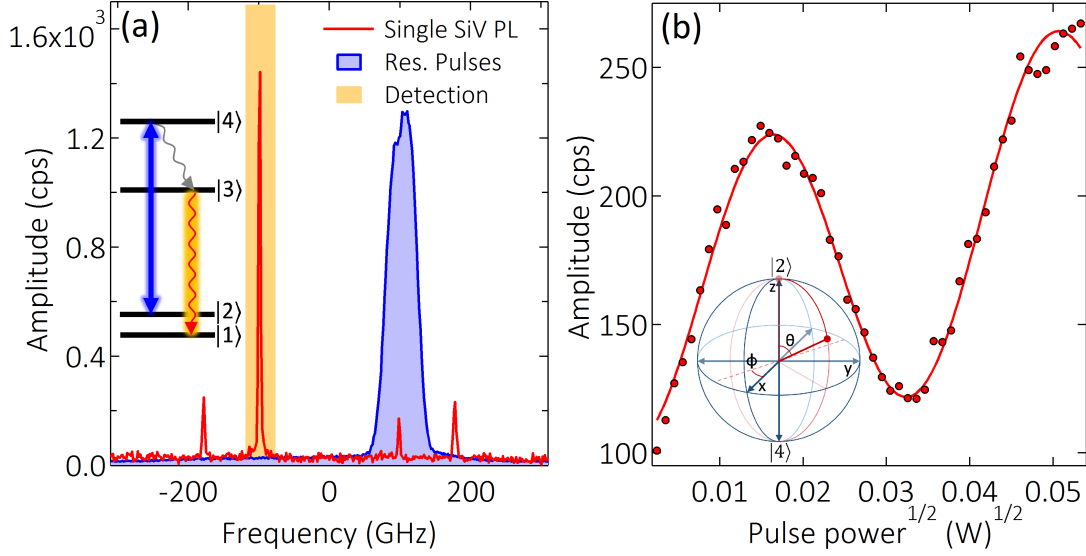 (a)
Single SiV PL
Res. Pulses
Detection
1.6x10³
1.2
0.8
0.4
0.0
Amplitude (cps)
|4⟩
|3⟩
|2⟩
|1⟩
-200
0
200
Frequency (GHz)
(b)
250
200
150
100
Amplitude (cps)
|2⟩
z
θ
ϕ
x
y
|4⟩
0.01
0.02
0.03
0.04
0.05
Pulse power^1/2 (W)^1/2